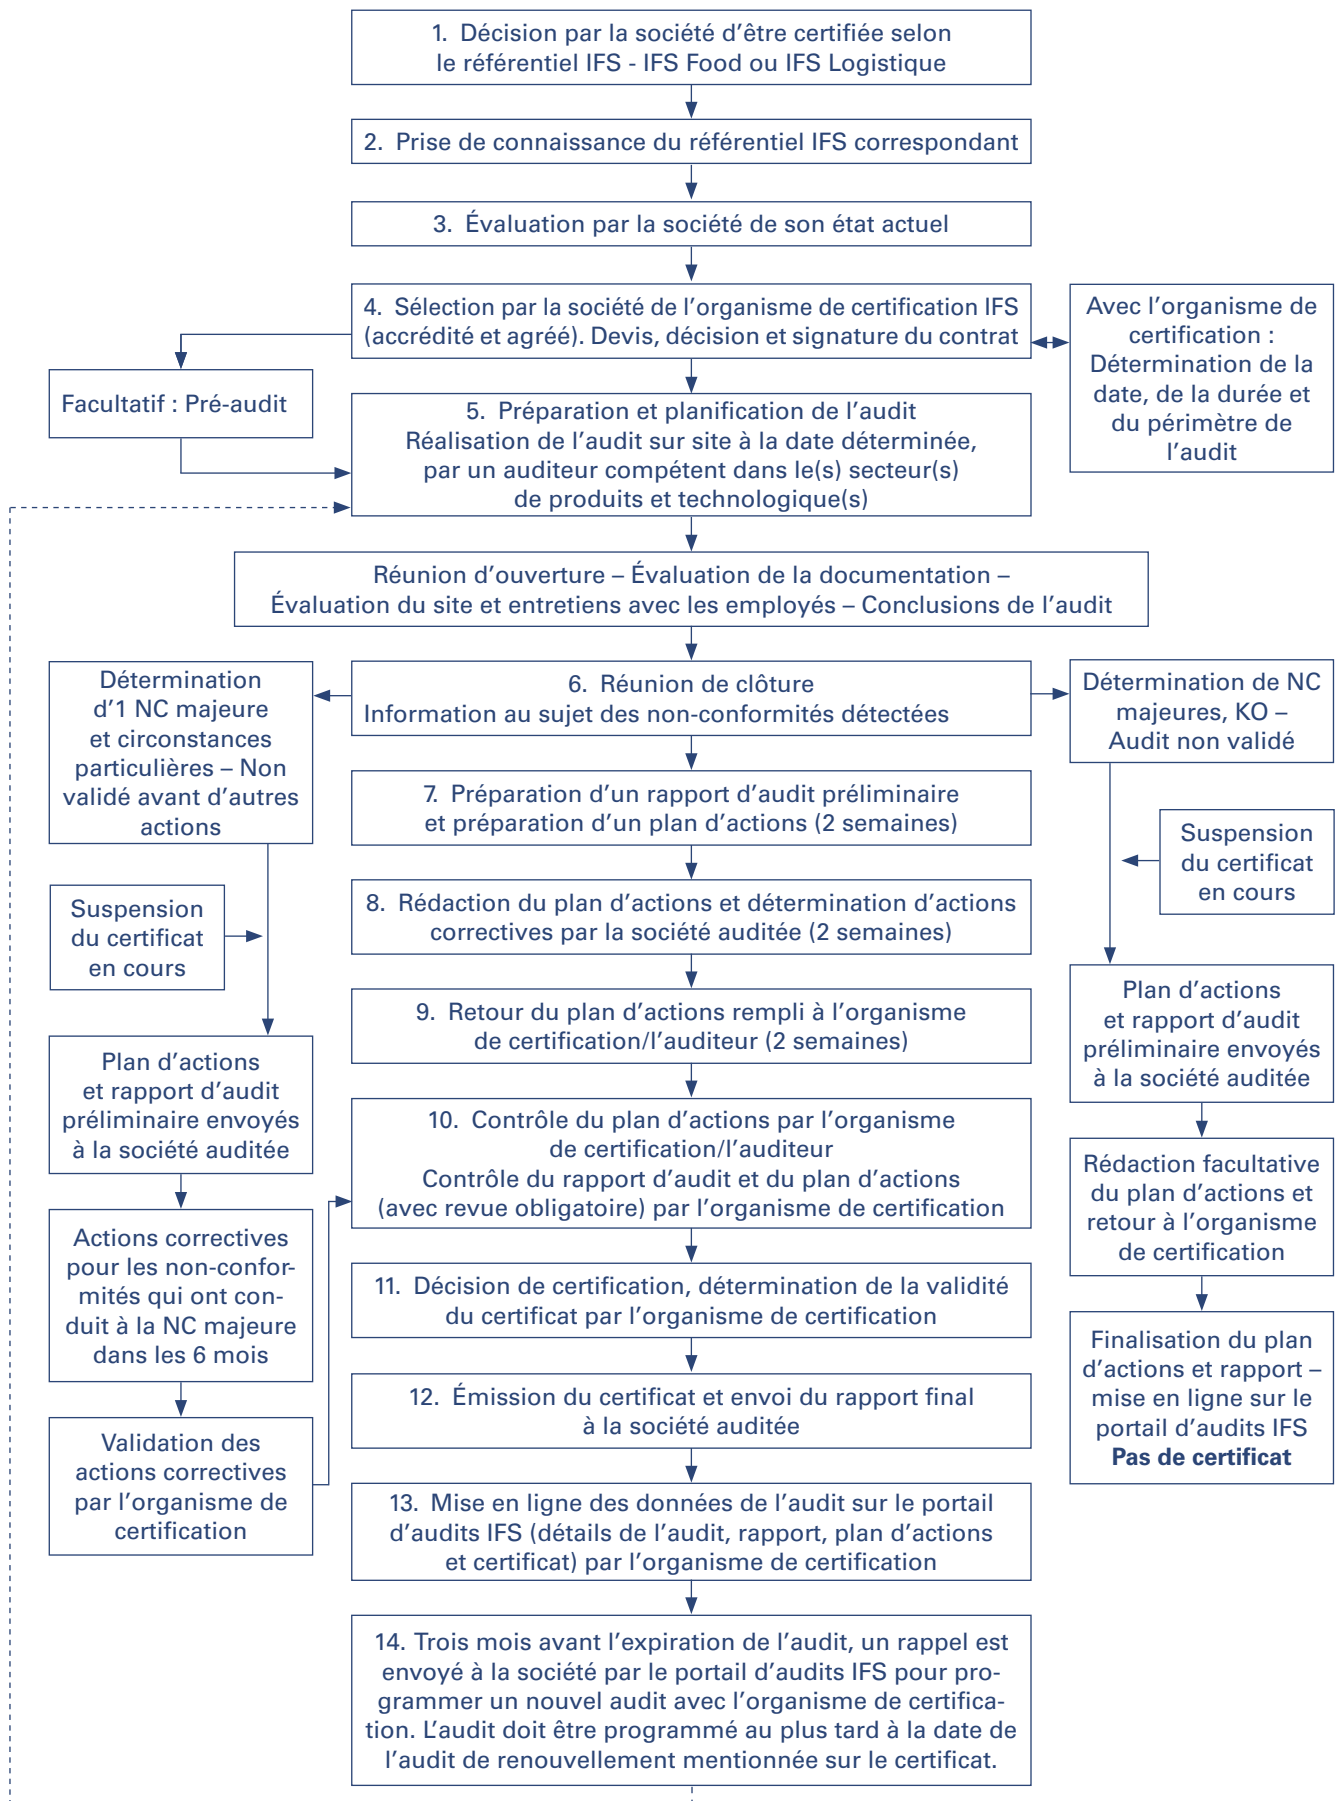 1. Décision par la société d’être certifiée selon
le référentiel IFS - IFS Food ou IFS Logistique
2. Prise de connaissance du référentiel IFS correspondant
3. Évaluation par la société de son état actuel
4. Sélection par la société de l’organisme de certification IFS
(accrédité et agréé). Devis, décision et signature du contrat
Avec l’organisme de
certification :
Détermination de la
date, de la durée et
du périmètre de
l’audit
Facultatif : Pré-audit
5. Préparation et planification de l’audit
Réalisation de l’audit sur site à la date déterminée,
par un auditeur compétent dans le(s) secteur(s)
de produits et technologique(s)
Réunion d’ouverture – Évaluation de la documentation –
Évaluation du site et entretiens avec les employés – Conclusions de l’audit
6. Réunion de clôture
Information au sujet des non-conformités détectées
Détermination
d’1 NC majeure
et circonstances
particulières – Non
validé avant d’autres
actions
Suspension
du certificat
en cours
Plan d’actions
et rapport d’audit
préliminaire envoyés
à la société auditée
Actions correctives
pour les non-confor-
mités qui ont con-
duit à la NC majeure
dans les 6 mois
Validation des
actions correctives
par l’organisme de
certification
Détermination de NC
majeures, KO –
Audit non validé
Suspension
du certificat
en cours
Plan d’actions
et rapport d’audit
préliminaire envoyés
à la société auditée
Rédaction facultative
du plan d’actions et
retour à l’organisme
de certification
Finalisation du plan
d’actions et rapport –
mise en ligne sur le
portail d’audits IFS
Pas de certificat
7. Préparation d’un rapport d’audit préliminaire
et préparation d’un plan d’actions (2 semaines)
8. Rédaction du plan d’actions et détermination d’actions
correctives par la société auditée (2 semaines)
9. Retour du plan d’actions rempli à l’organisme
de certification/l’auditeur (2 semaines)
10. Contrôle du plan d’actions par l’organisme
de certification/l’auditeur
Contrôle du rapport d’audit et du plan d’actions
(avec revue obligatoire) par l’organisme de certification
11. Décision de certification, détermination de la validité
du certificat par l’organisme de certification
12. Émission du certificat et envoi du rapport final
à la société auditée
13. Mise en ligne des données de l’audit sur le portail
d’audits IFS (détails de l’audit, rapport, plan d’actions
et certificat) par l’organisme de certification
14. Trois mois avant l’expiration de l’audit, un rappel est
envoyé à la société par le portail d’audits IFS pour pro-
grammer un nouvel audit avec l’organisme de certifica-
tion. L’audit doit être programmé au plus tard à la date de
l’audit de renouvellement mentionnée sur le certificat.